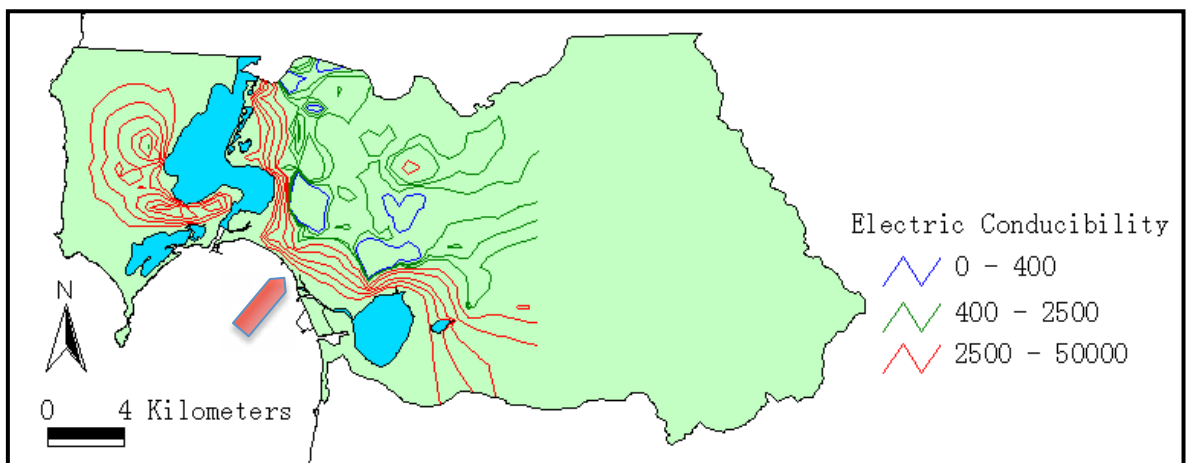 Electric Conducibility
0 - 400
400 - 2500
2500 - 50000
N
0 4 Kilometers